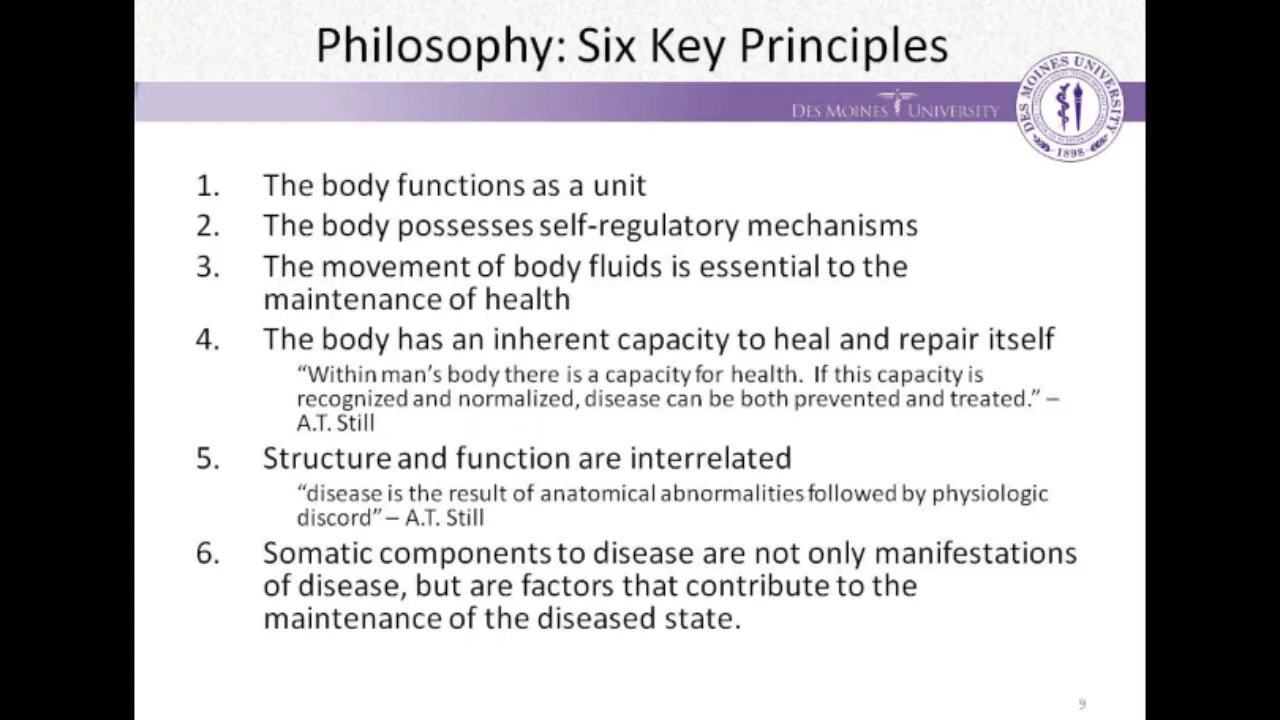 Philosophy: Six Key Principles
DES MOINES UNIVERSITY
DES MOINES UNIVERSITY
1898
1. The body functions as a unit
2. The body possesses self-regulatory mechanisms
3. The movement of body fluids is essential to the
maintenance of health
4. The body has an inherent capacity to heal and repair itself
“Within man’s body there is a capacity for health. If this capacity is
recognized and normalized, disease can be both prevented and treated.” –
A.T. Still
5. Structure and function are interrelated
“disease is the result of anatomical abnormalities followed by physiologic
discord” – A.T. Still
6. Somatic components to disease are not only manifestations
of disease, but are factors that contribute to the
maintenance of the diseased state.
9